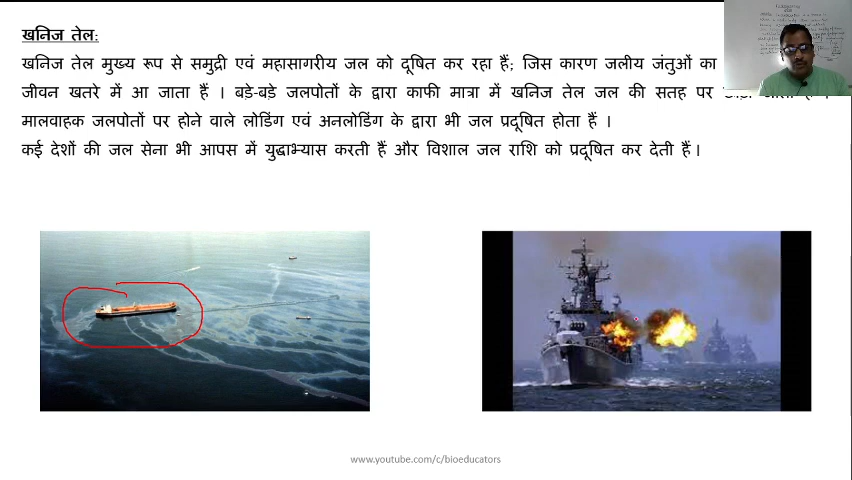 खनिज तेल:
खनिज तेल मुख्य रूप से समुद्री एवं महासागरीय जल को दूषित कर रहा हैं; जिस कारण जलीय जंतुओं का
जीवन खतरे में आ जाता हैं । बड़े-बड़े जलपोतों के द्वारा काफी मात्रा में खनिज तेल जल की सतह पर
मालवाहक जलपोतों पर होने वाले लोडिंग एवं अनलोडिंग के द्वारा भी जल प्रदूषित होता हैं ।
कई देशों की जल सेना भी आपस में युद्धाभ्यास करती हैं और विशाल जल राशि को प्रदूषित कर देती हैं।
www.youtube.com/c/bioeducators